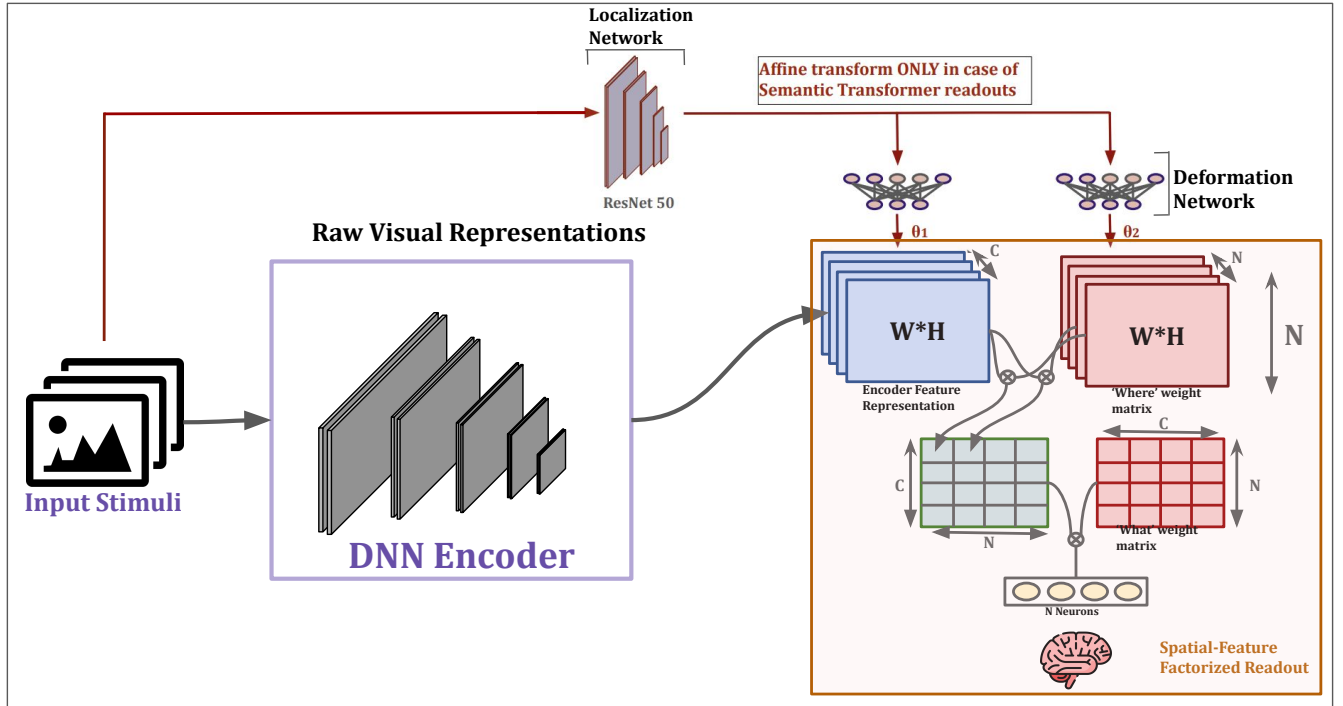 Localization
Network
Affine transform ONLY in case of
Semantic Transformer readouts
ResNet 50
Deformation
Network
θ1
θ2
Raw Visual Representations
C
N
W*H
W*H
N
Encoder Feature
Representation
'Where' weight
matrix
Input Stimuli
DNN Encoder
C
C
N
N
'What' weight
matrix
N Neurons
Spatial-Feature
Factorized Readout